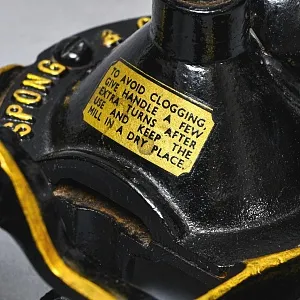 SPONG
TO AVOID CLOGGING,
GIVE HANDLE A FEW
EXTRA TURNS AFTER
USE AND KEEP THE
MILL IN A DRY PLACE.